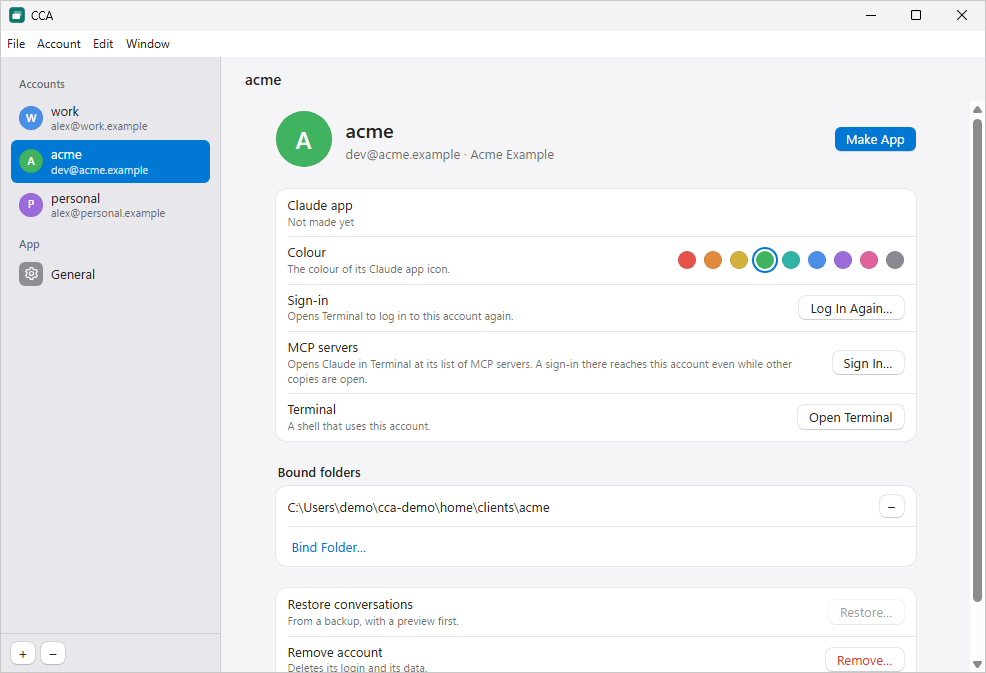 CCA
File Account Edit Window
Accounts
W
work
alex@work.example
A
acme
dev@acme.example
P
personal
alex@personal.example
App
General
+ −
acme
A
acme
dev@acme.example · Acme Example
Make App
Claude app
Not made yet
Colour
The colour of its Claude app icon.
Sign-in
Opens Terminal to log in to this account again.
Log In Again...
MCP servers
Opens Claude in Terminal at its list of MCP servers. A sign-in there reaches this account even while other
copies are open.
Sign In...
Terminal
A shell that uses this account.
Open Terminal
Bound folders
C:\Users\demo\cca-demo\home\clients\acme
−
Bind Folder...
Restore conversations
From a backup, with a preview first.
Restore...
Remove account
Deletes its login and its data.
Remove...